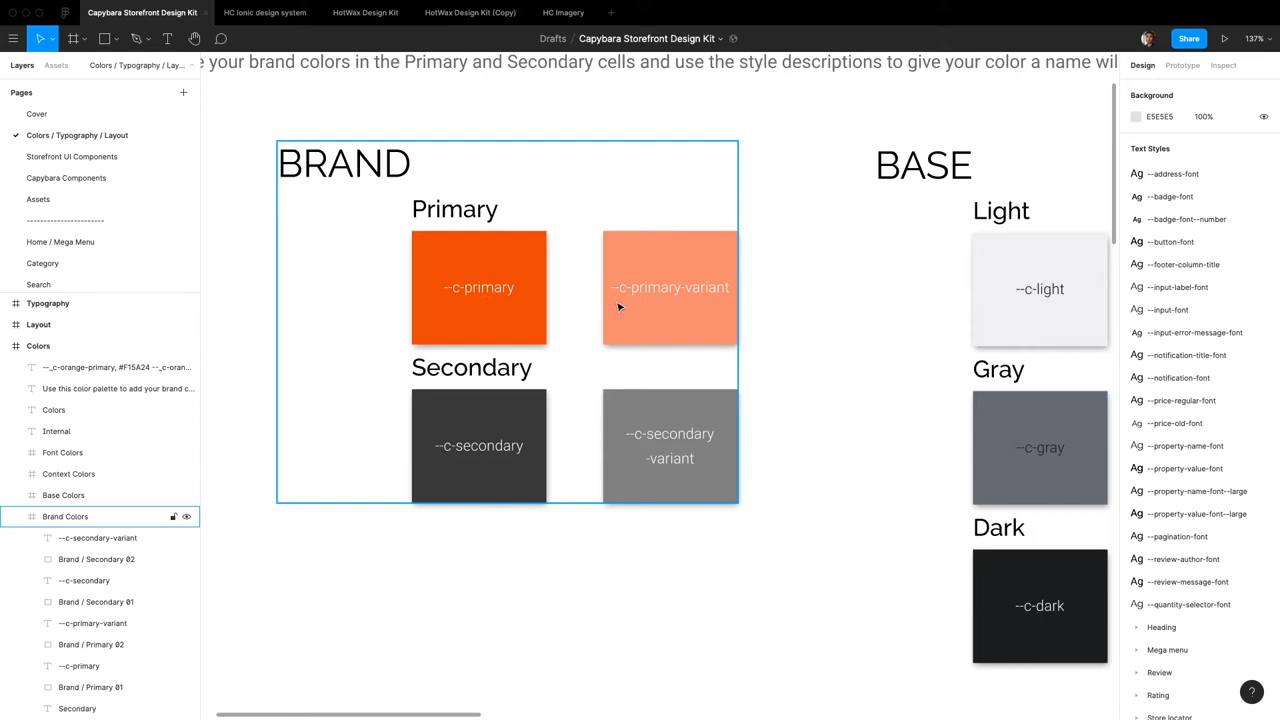 Capybara Storefront Design Kit
HC Ionic design system
HotWax Design Kit
HotWax Design Kit (Copy)
HC Imagery
Drafts / Capybara Storefront Design Kit
Share
137%
Layers
Assets
Colors / Typography / Lay...
Pages
Cover
Colors / Typography / Layout
Storefront UI Components
Capybara Components
Assets
-----------------------
Home / Mega Menu
Category
Search
Typography
Layout
Colors
--_c-orange-primary, #F15A24 --_c-oran...
Use this color palette to add your brand c...
Colors
Internal
Font Colors
Context Colors
Base Colors
Brand Colors
--c-secondary-variant
Brand / Secondary 02
--c-secondary
Brand / Secondary 01
--c-primary-variant
Brand / Primary 02
--c-primary
Brand / Primary 01
Secondary
e your brand colors in the Primary and Secondary cells and use the style descriptions to give your color a name wil
BRAND
Primary
--c-primary
--c-primary-variant
Secondary
--c-secondary
--c-secondary
-variant
BASE
Light
--c-light
Gray
--c-gray
Dark
--c-dark
Design
Prototype
Inspect
Background
E5E5E5
100%
Text Styles
Ag --address-font
Ag --badge-font
Ag --badge-font--number
Ag --button-font
Ag --footer-column-title
Ag --input-label-font
Ag --input-font
Ag --input-error-message-font
Ag --notification-title-font
Ag --notification-font
Ag --price-regular-font
Ag --price-old-font
Ag --property-name-font
Ag --property-value-font
Ag --property-name-font--large
Ag --property-value-font--large
Ag --pagination-font
Ag --review-author-font
Ag --review-message-font
Ag --quantity-selector-font
Heading
Mega menu
Review
Rating
Store locator
?